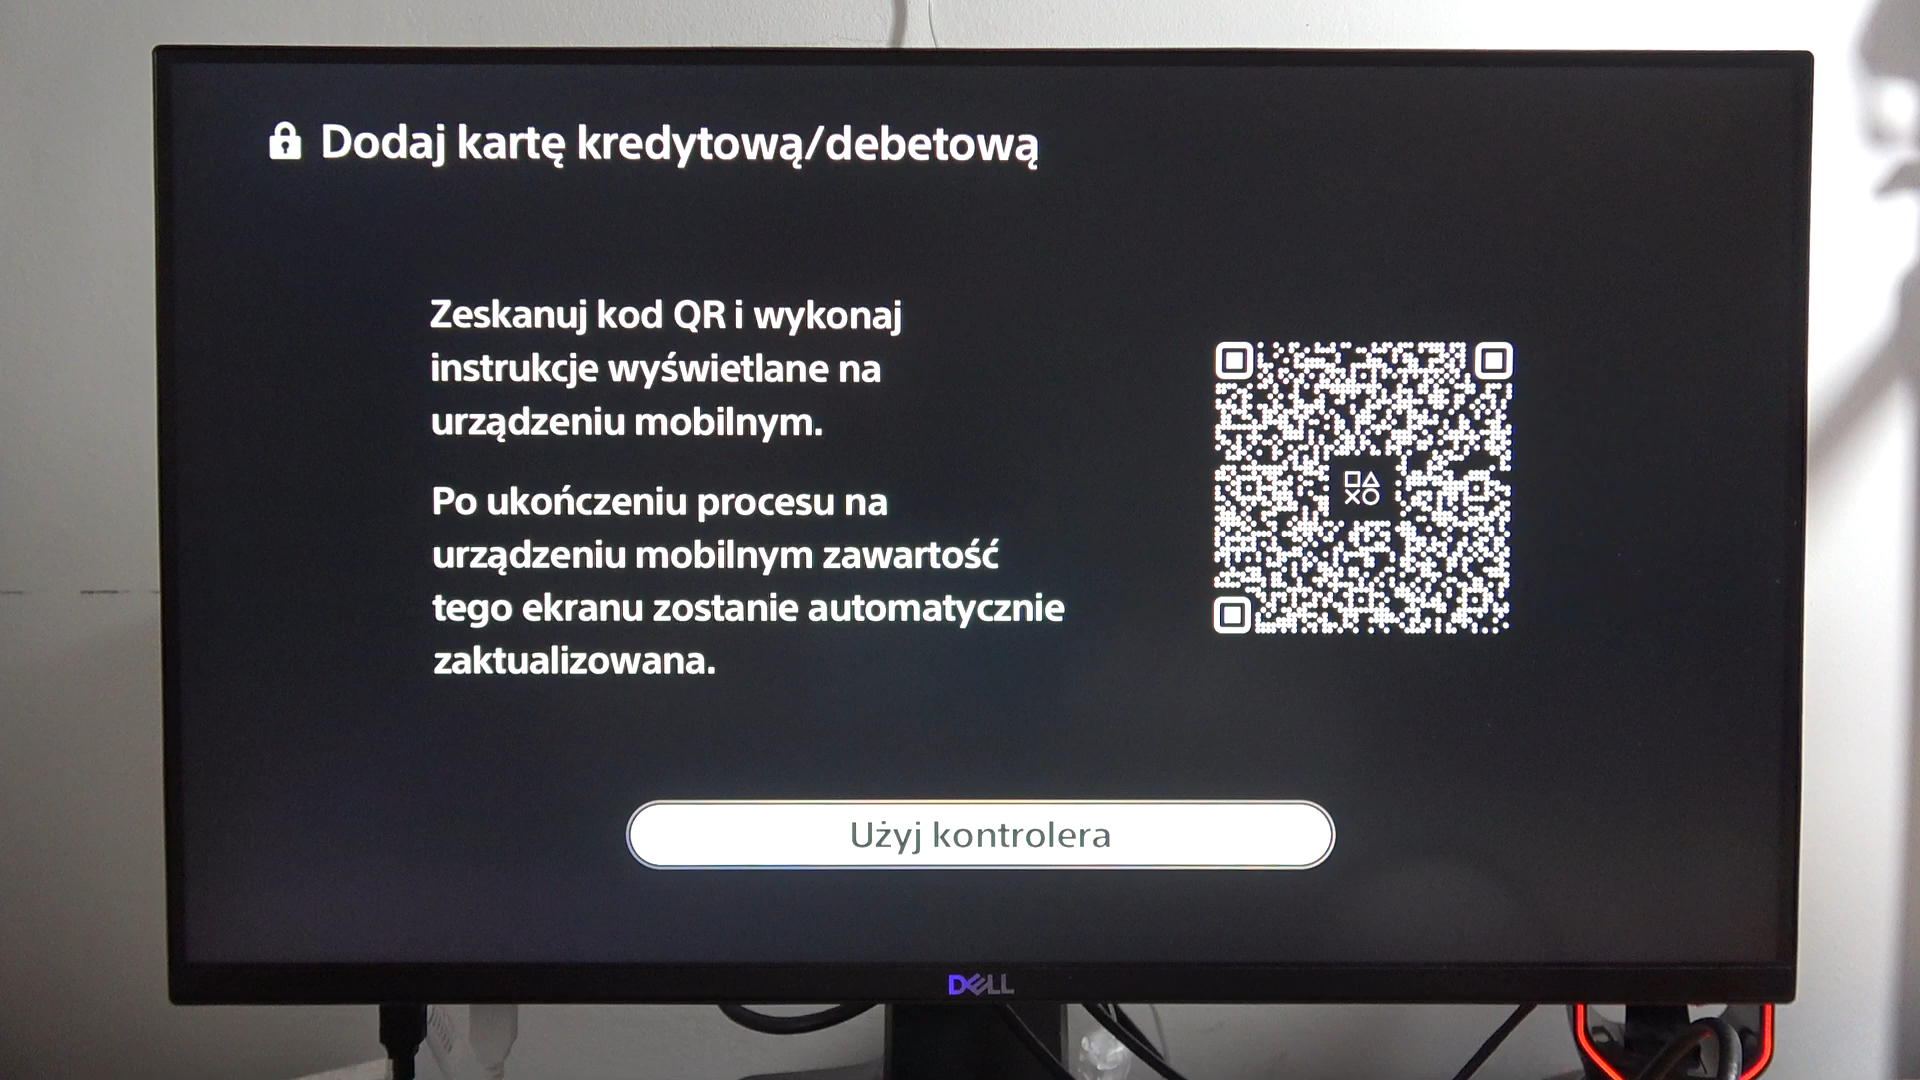 Dodaj kartę kredytową/debetową
Zeskanuj kod QR i wykonaj
instrukcje wyświetlane na
urządzeniu mobilnym.
Po ukończeniu procesu na
urządzeniu mobilnym zawartość
tego ekranu zostanie automatycznie
zaktualizowana.
Użyj kontrolera
DELL